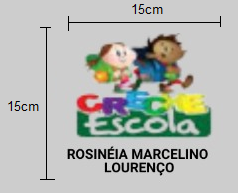 15cm
15cm
CRECHE
Escola
ROSINÉIA MARCELINO
LOURENÇO